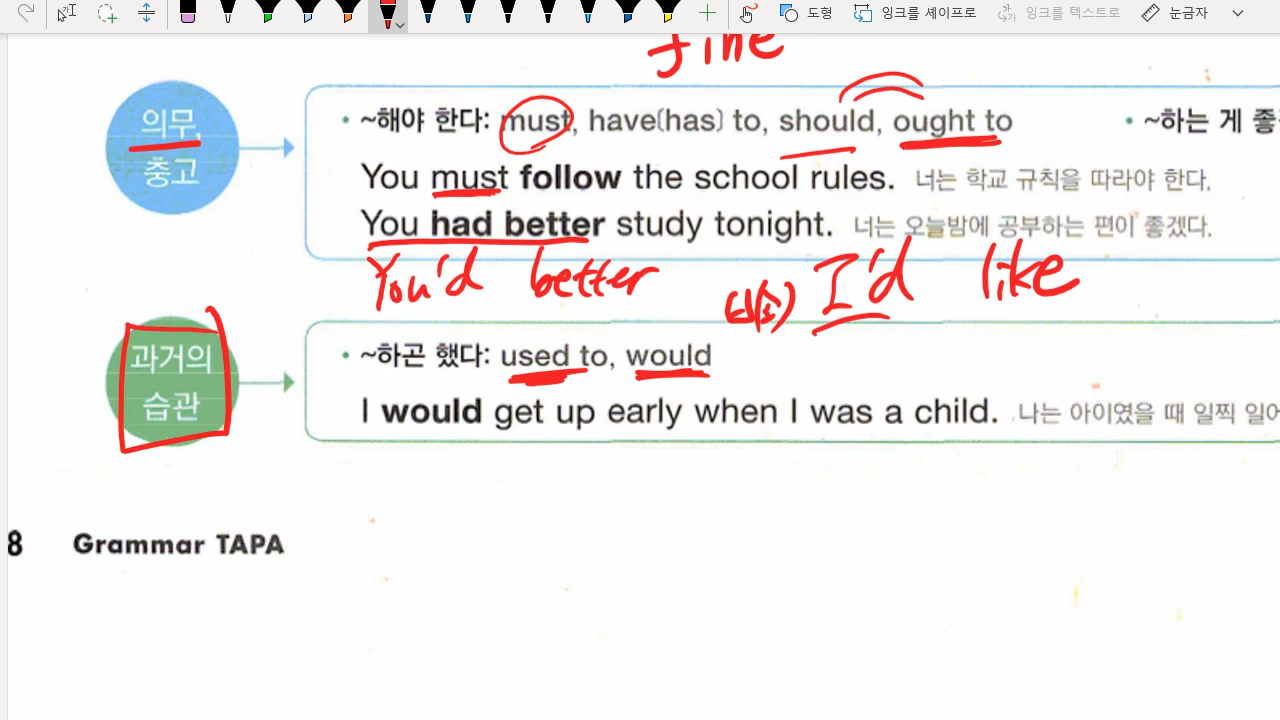 도형 잉크를 셰이프로 잉크를 텍스트로 눈금자
fine
의무,
충고
• ~해야 한다: must, have(has) to, should, ought to • ~하는 게
You must follow the school rules. 너는 학교 규칙을 따라야 한다.
You had better study tonight. 너는 오늘밤에 공부하는 편이 좋겠다.
You'd better I'd like
과거의
습관
• ~하곤 했다: used to, would
I would get up early when I was a child. 나는 아이였을 때 일찍
8 Grammar TAPA